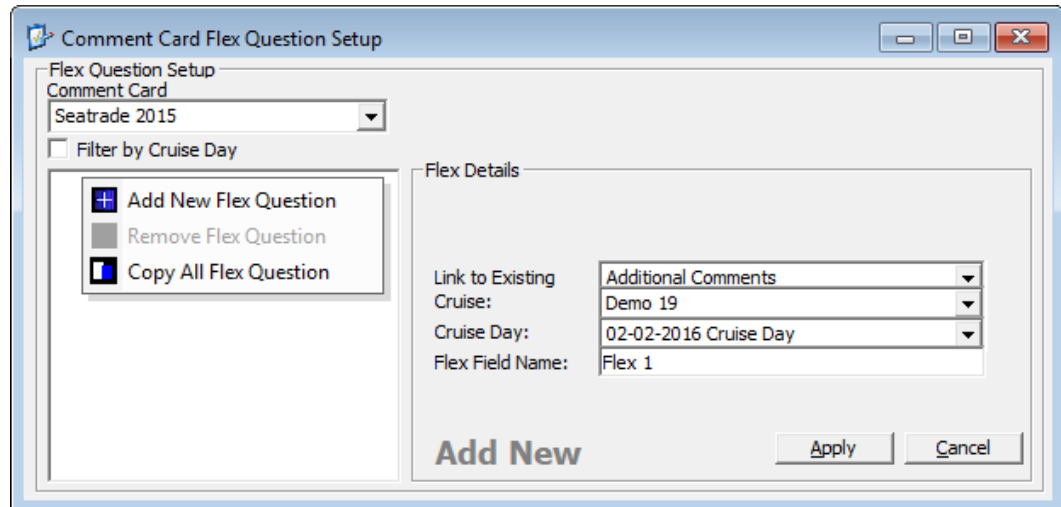 Comment Card Flex Question Setup
Flex Question Setup
Comment Card
Seatrade 2015
Filter by Cruise Day
Add New Flex Question
Remove Flex Question
Copy All Flex Question
Flex Details
Link to Existing Additional Comments
Cruise: Demo 19
Cruise Day: 02-02-2016 Cruise Day
Flex Field Name: Flex 1
Add New Apply Cancel